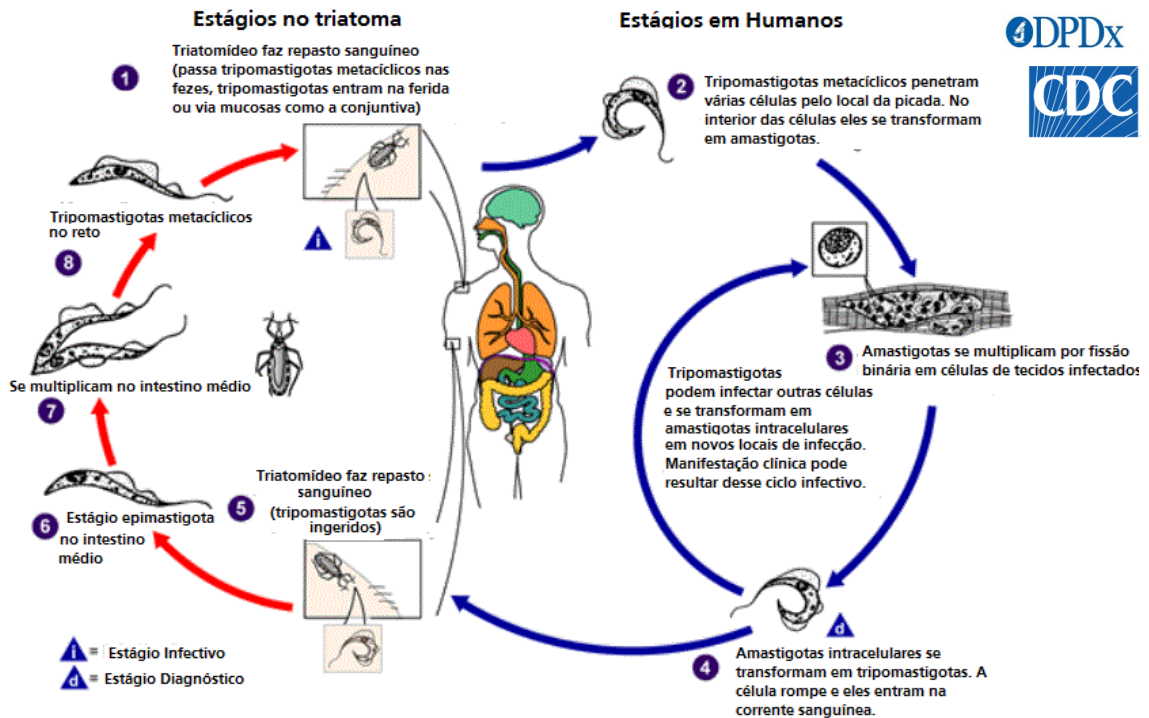 Estágios no triatoma
Estágios em Humanos
DPDx
CDC
1
Triatomídeo faz repasto sanguíneo
(passa tripomastigotas metacíclicos nas
fezes, tripomastigotas entram na ferida
ou via mucosas como a conjuntiva)
2
Tripomastigotas metacíclicos penetram
várias células pelo local da picada. No
interior das células eles se transformam
em amastigotas.
i
3
Amastigotas se multiplicam por fissão
binária em células de tecidos infectados
Tripomastigotas
podem infectar outras células
e se transformam em
amastigotas intracelulares
em novos locais de infecção.
Manifestação clínica pode
resultar desse ciclo infectivo.
d
4
Amastigotas intracelulares se
transformam em tripomastigotas. A
célula rompe e eles entram na
corrente sanguínea.
5
Triatomídeo faz repasto
sanguíneo
(tripomastigotas são
ingeridos)
6
Estágio epimastigota
no intestino
médio
Se multiplicam no intestino médio
7
Tripomastigotas metacíclicos
no reto
8
i = Estágio Infectivo
d = Estágio Diagnóstico